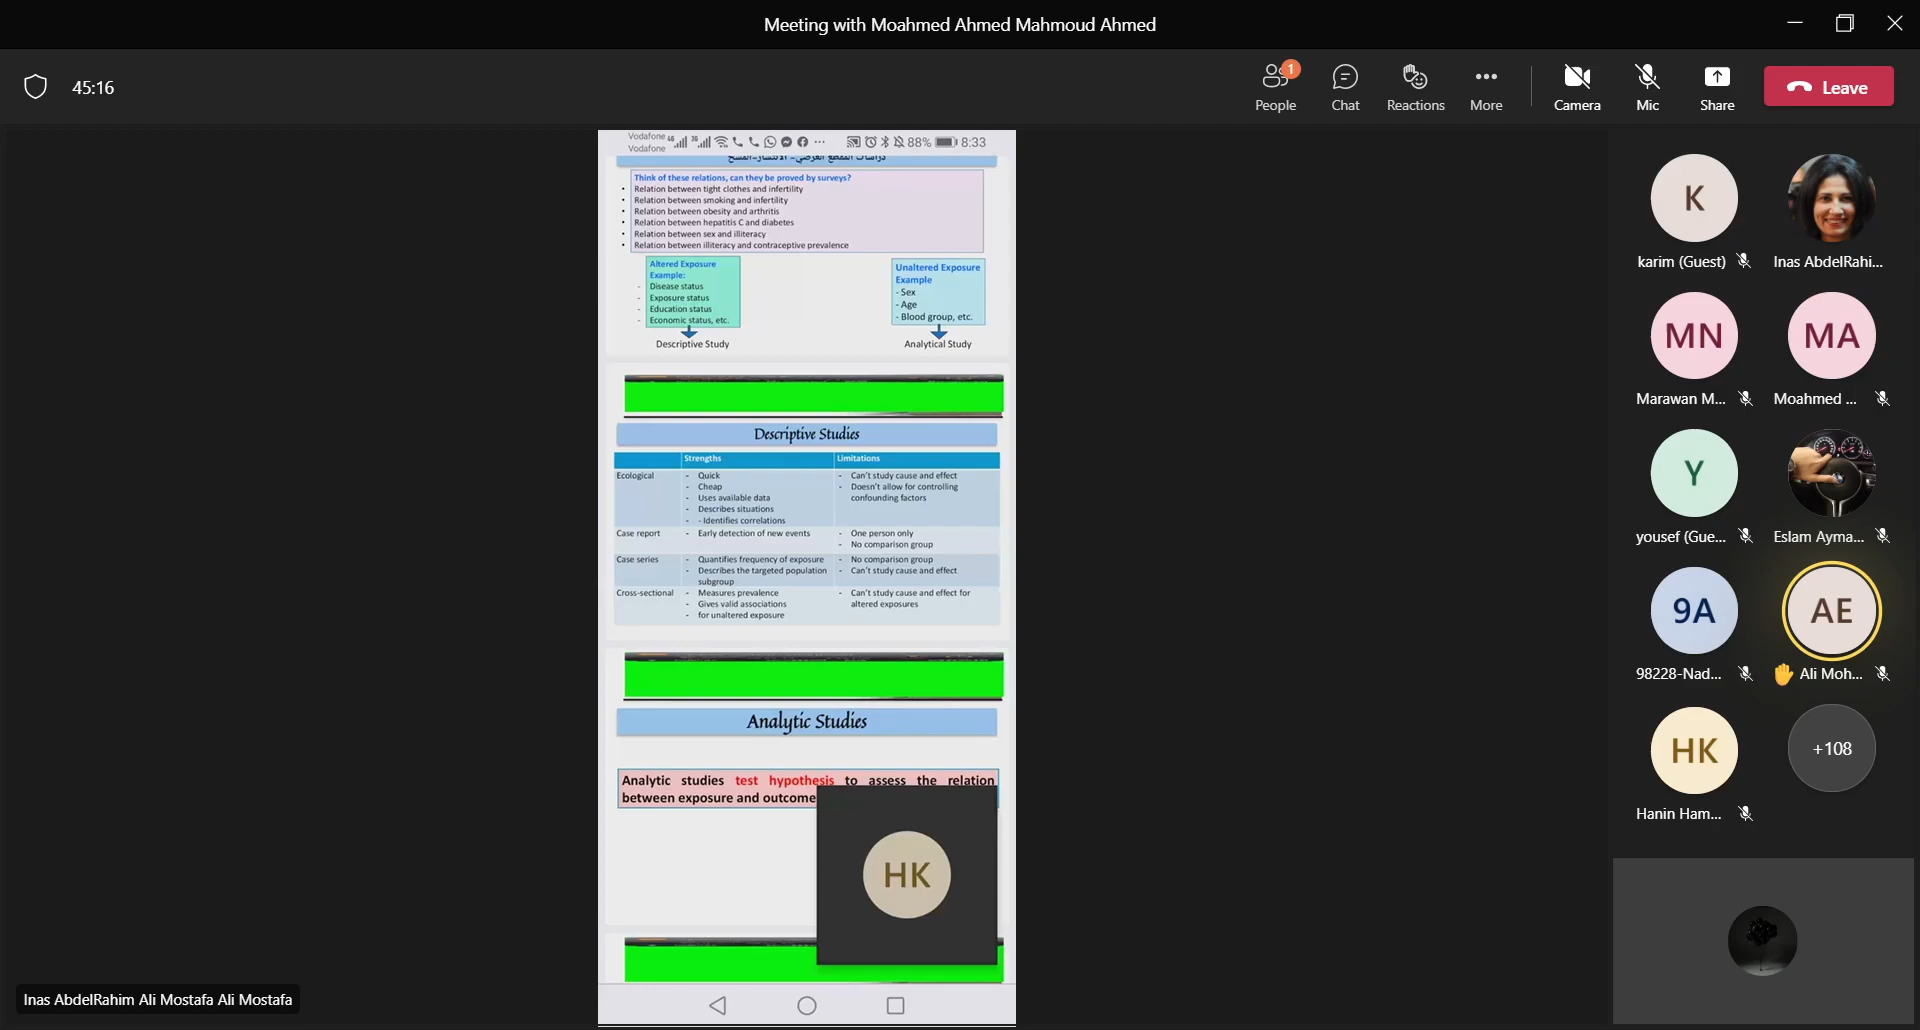 Meeting with Moahmed Ahmed Mahmoud Ahmed
45:16
1
People
Chat
Reactions
More
Camera
Mic
Share
Leave
Vodafone 4G 3G
Vodafone
88% 8:33
دراسات المقطع العرضي- الانتشار-المسح
Think of these relations, can they be proved by surveys?
• Relation between tight clothes and infertility
• Relation between smoking and infertility
• Relation between obesity and arthritis
• Relation between hepatitis C and diabetes
• Relation between sex and illiteracy
• Relation between illiteracy and contraceptive prevalence
Altered Exposure
Example:
- Disease status
- Exposure status
- Education status
- Economic status, etc.
Descriptive Study
Unaltered Exposure
Example
- Sex
- Age
- Blood group, etc.
Analytical Study
Descriptive Studies
Strengths
Limitations
Ecological
- Quick
- Cheap
- Uses available data
- Describes situations
- - Identifies correlations
- Can't study cause and effect
- Doesn't allow for controlling
confounding factors
Case report
- Early detection of new events
- One person only
- No comparison group
Case series
- Quantifies frequency of exposure
- Describes the targeted population
subgroup
- No comparison group
- Can't study cause and effect
Cross-sectional
- Measures prevalence
- Gives valid associations
- for unaltered exposure
- Can't study cause and effect for
altered exposures
Analytic Studies
Analytic studies test hypothesis to assess the relation
between exposure and outcome
HK
K
karim (Guest)
Inas AbdelRahi...
MN
Marawan M...
MA
Moahmed ...
Y
yousef (Gue...
Eslam Ayma...
9A
98228-Nad...
AE
Ali Moh...
HK
Hanin Ham...
+108
Inas AbdelRahim Ali Mostafa Ali Mostafa